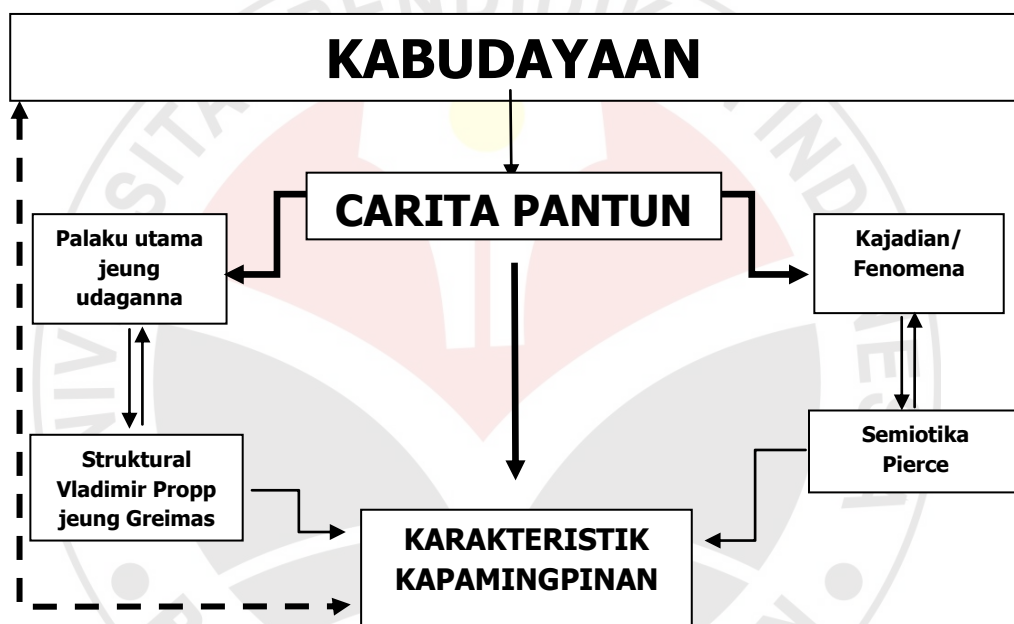 KABUDAYAAN
CARITA PANTUN
Palaku utama
jeung
udaganna
Kajadian/
Fenomena
Struktural
Vladimir Propp
jeung Greimas
Semiotika
Pierce
KARAKTERISTIK
KAPAMINGPINAN